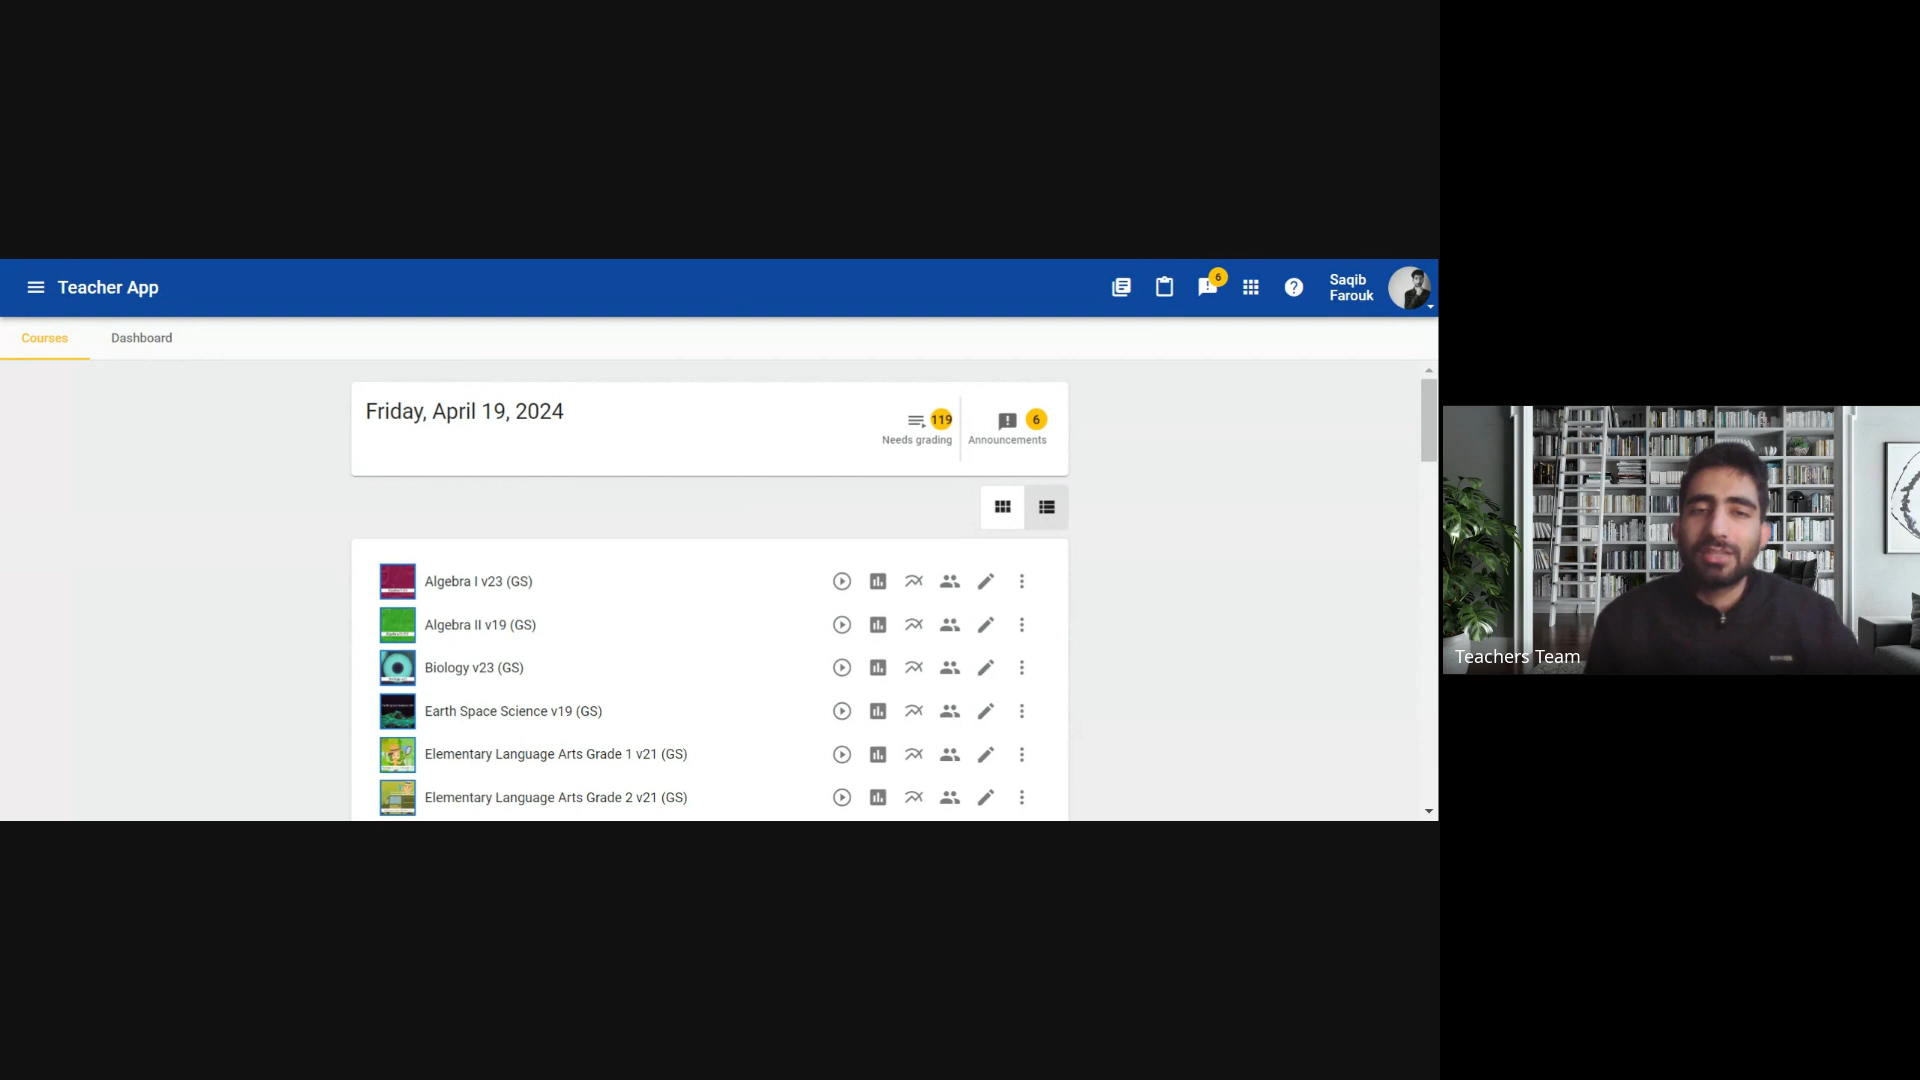 Teacher App
6
Saqib
Farouk
Courses
Dashboard
Friday, April 19, 2024
119
Needs grading
6
Announcements
Algebra I v23 (GS)
Algebra II v19 (GS)
Biology v23 (GS)
Earth Space Science v19 (GS)
Elementary Language Arts Grade 1 v21 (GS)
Elementary Language Arts Grade 2 v21 (GS)
Teachers Team